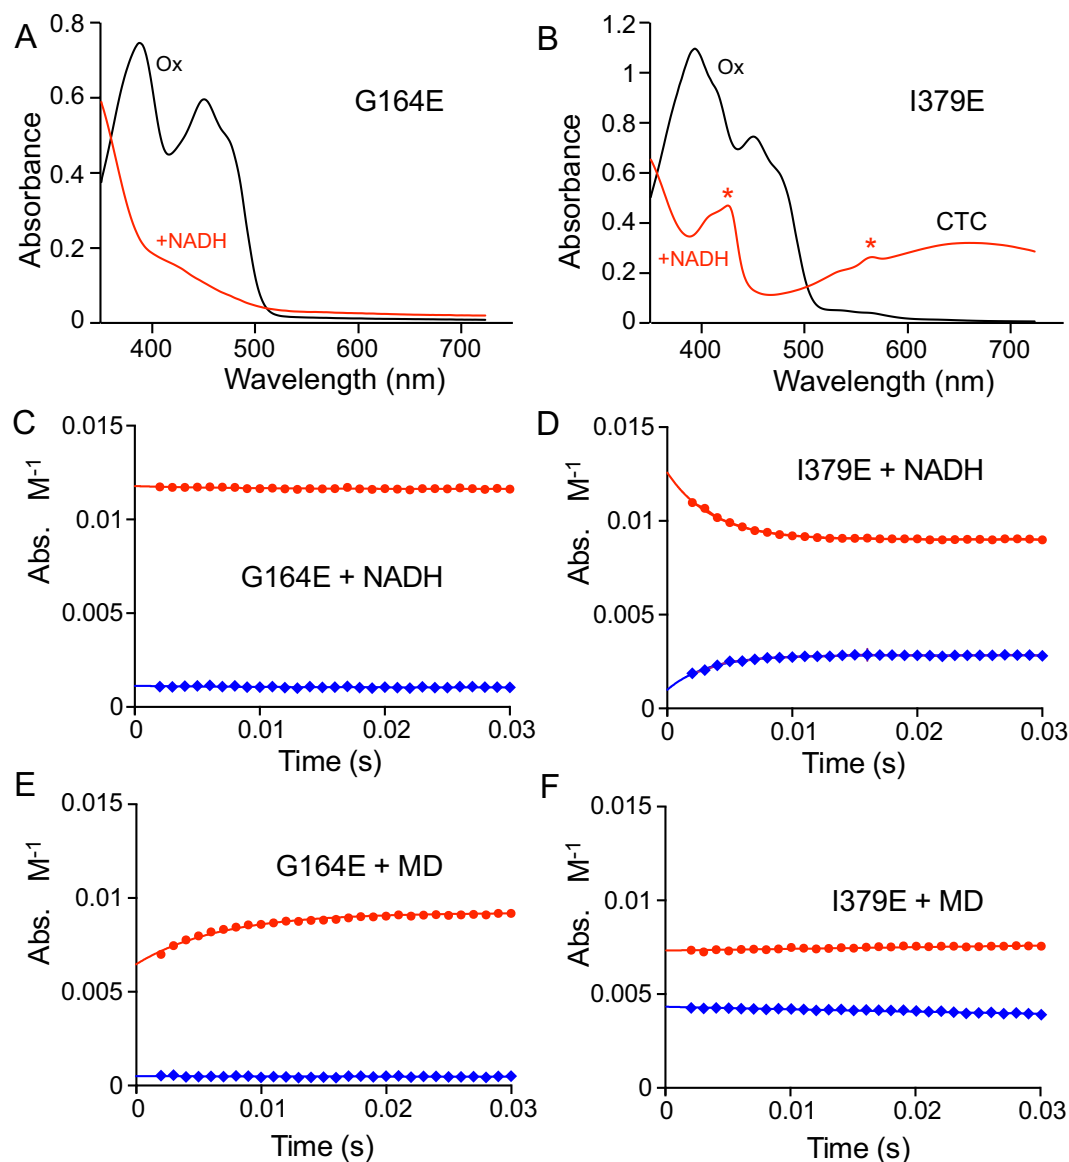 A
0.8
0.6
0.4
0.2
0
Absorbance
Ox
G164E
+NADH
400
500
600
700
Wavelength (nm)
B
1.2
1
0.8
0.6
0.4
0.2
0
Absorbance
Ox
I379E
*
*
CTC
+NADH
400
500
600
700
Wavelength (nm)
C
0.015
0.01
0.005
0
Abs. M-1
G164E + NADH
0
0.01
0.02
0.03
Time (s)
D
0.015
0.01
0.005
0
Abs. M-1
I379E + NADH
0
0.01
0.02
0.03
Time (s)
E
0.015
0.01
0.005
0
Abs. M-1
G164E + MD
0
0.01
0.02
0.03
Time (s)
F
0.015
0.01
0.005
0
Abs. M-1
I379E + MD
0
0.01
0.02
0.03
Time (s)